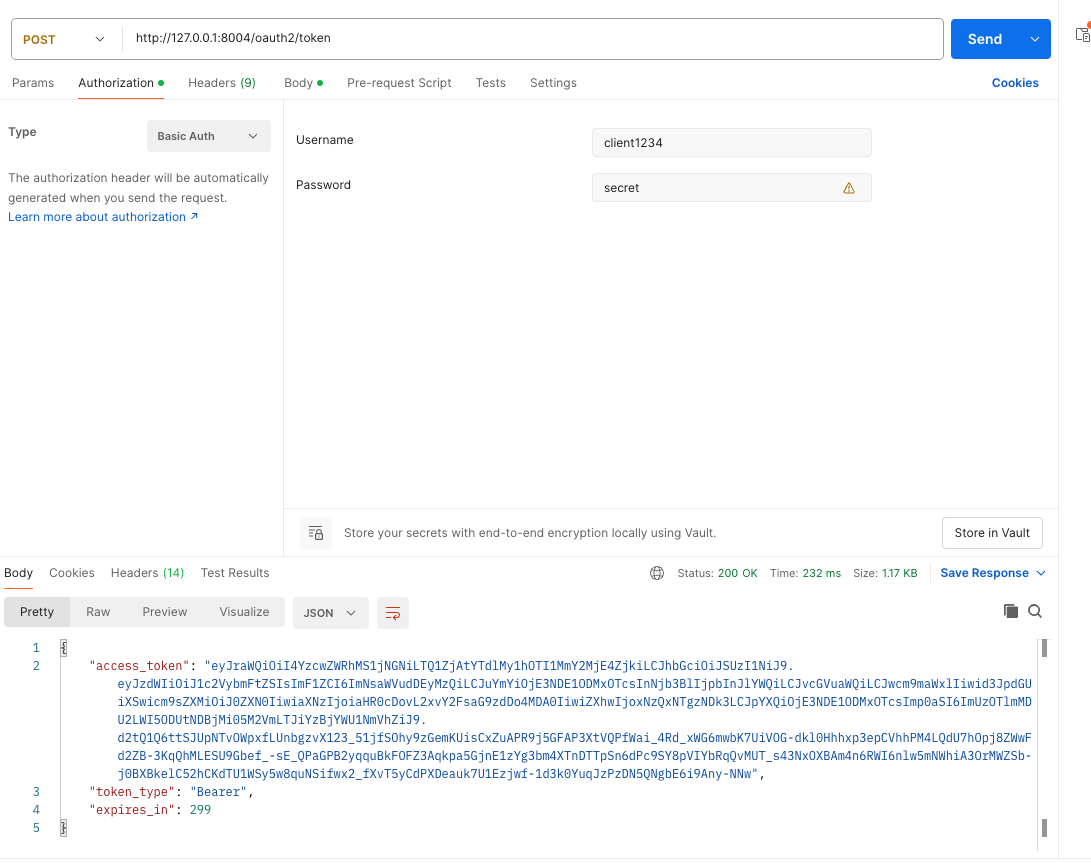 POST
http://127.0.0.1:8004/oauth2/token
Send
Params
Authorization
Headers (9)
Body
Pre-request Script
Tests
Settings
Cookies
Type
Basic Auth
The authorization header will be automatically
generated when you send the request.
Learn more about authorization ↗
Username
client1234
Password
secret
Store your secrets with end-to-end encryption locally using Vault.
Store in Vault
Body
Cookies
Headers (14)
Test Results
Status: 200 OK
Time: 232 ms
Size: 1.17 KB
Save Response
Pretty
Raw
Preview
Visualize
JSON
1 {
2 "access_token": "eyJraWQiOiI4YzcwZWRhMS1jNGNiLTQ1ZjAtYTdlMy1hOTI1MmY2MjE4ZjkiLCJhbGciOiJSUzI1NiJ9.
eyJzdWIiOiJ1c2VybmFtZSIsImF1ZCI6ImNsaWVudDEyMzQiLCJuYmYiOjE3NDE1ODMxOTcsInNjb3BlIjpbInJlYWQiLCJvcGVuaWQiLCJwcm9maWxlIiwid3JpdGU
iXSwicm9sZXMiOiJ0ZXN0IiwiaXNzIjoiaHR0cDovL2xvY2FsaG9zdDo4MDA0IiwiZXhwIjoxNzQxNTgzNDk3LCJpYXQiOjE3NDE1ODMxOTcsImp0aSI6ImUzOTlmMD
U2LWI5ODUtNDBjMi05M2VmLTJiYzBjYWU1NmVhZiJ9.
d2tQ1Q6ttSJUpNTvOWpxfLUnbgzvX123_51jfSOhy9zGemKUisCxZuAPR9j5GFAP3XtVQPfWai_4Rd_xWG6mwbK7UiVOG-dkl0Hhhxp3epCVhhPM4LQdU7hOpj8ZWwF
d2ZB-3KqQhMLESU9Gbef_-sE_QPaGPB2yqquBkFOFZ3Aqkpa5GjnE1zYg3bm4XTnDTTpSn6dPc9SY8pVIYbRqQvMUT_s43NxOXBAm4n6RWI6nlw5mNWhiA3OrMWZSb-
j0BXBkelC52hCKdTU1WSy5w8quNSifwx2_fXvT5yCdPXDeauk7U1Ezjwf-1d3k0YuqJzPzDN5QNgbE6i9Any-NNw",
3 "token_type": "Bearer",
4 "expires_in": 299
5 }